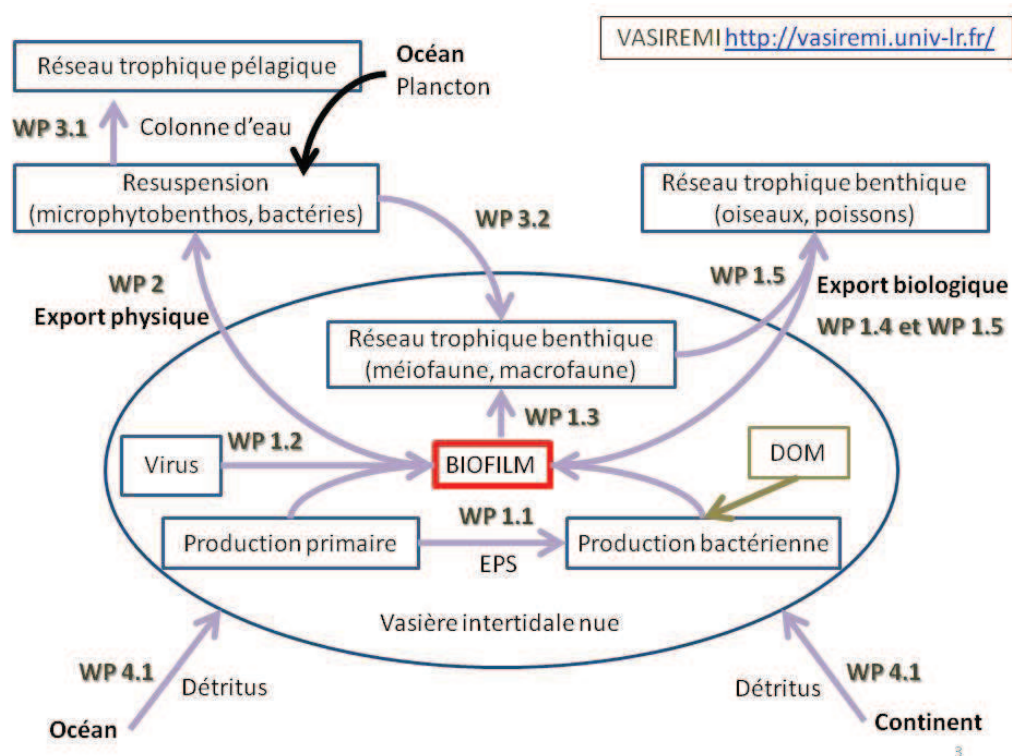 VASIREMI http://vasiremi.univ-lr.fr/
Réseau trophique pélagique
Océan
Plancton
WP 3.1
Colonne d'eau
Resuspension
(microphytobenthos, bactéries)
Réseau trophique benthique
(oiseaux, poissons)
WP 3.2
WP 2
Export physique
WP 1.5
Export biologique
WP 1.4 et WP 1.5
Réseau trophique benthique
(méiofaune, macrofaune)
WP 1.3
WP 1.2
Virus
BIOFILM
DOM
WP 1.1
Production primaire
EPS
Production bactérienne
Vasière intertidale nue
WP 4.1
Détritus
Océan
WP 4.1
Détritus
Continent
3